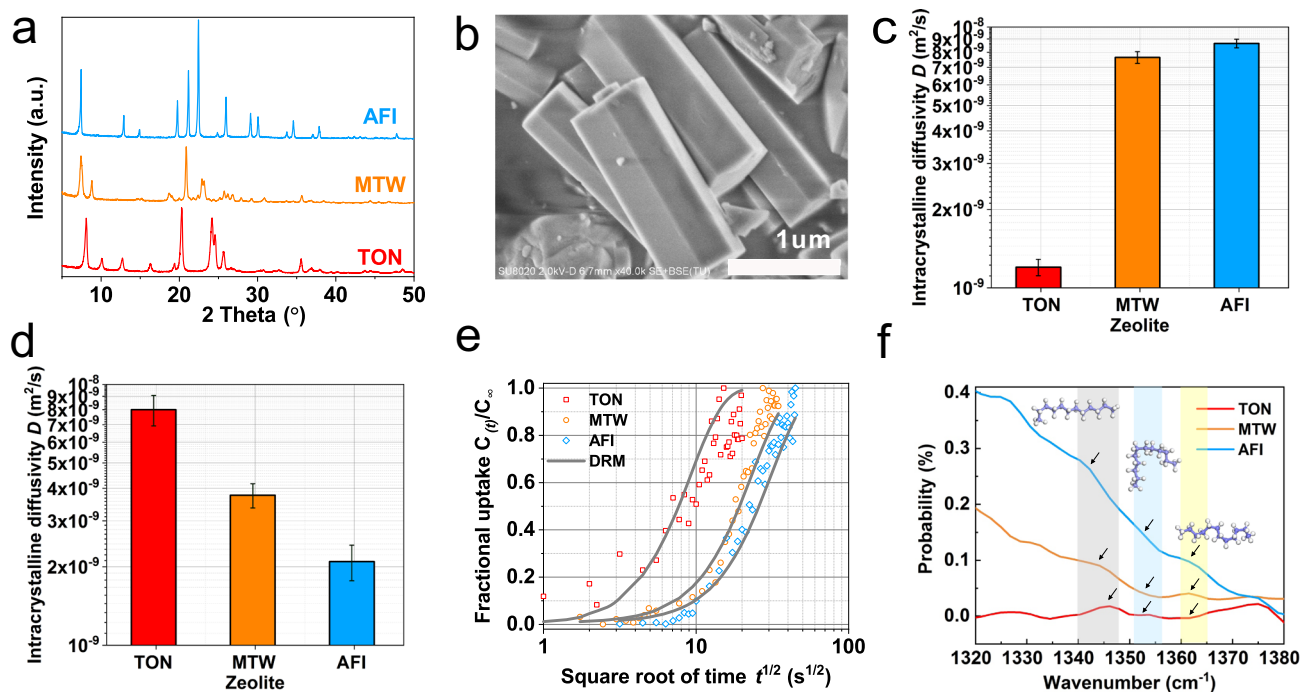 a
Intensity (a.u.)
AFI
MTW
TON
10 20 30 40 50
2 Theta (°)
b
1um
SU8020 2.0kV-D 6.7mm x40.0k SE+BSE(TU)
c
Intracrystalline diffusivity D (m²/s)
10⁻⁸
9x10⁻⁹
8x10⁻⁹
7x10⁻⁹
6x10⁻⁹
5x10⁻⁹
4x10⁻⁹
3x10⁻⁹
2x10⁻⁹
10⁻⁹
TON MTW AFI
Zeolite
d
Intracrystalline diffusivity D (m²/s)
10⁻⁸
9x10⁻⁹
8x10⁻⁹
7x10⁻⁹
6x10⁻⁹
5x10⁻⁹
4x10⁻⁹
3x10⁻⁹
2x10⁻⁹
10⁻⁹
TON MTW AFI
Zeolite
e
Fractional uptake C(t)/C∞
1.0
0.8
0.6
0.4
0.2
0.0
TON
MTW
AFI
DRM
1 10 100
Square root of time t^1/2 (s^1/2)
f
Probability (%)
0.4
0.3
0.2
0.1
0.0
TON
MTW
AFI
1320 1330 1340 1350 1360 1370 1380
Wavenumber (cm⁻¹)